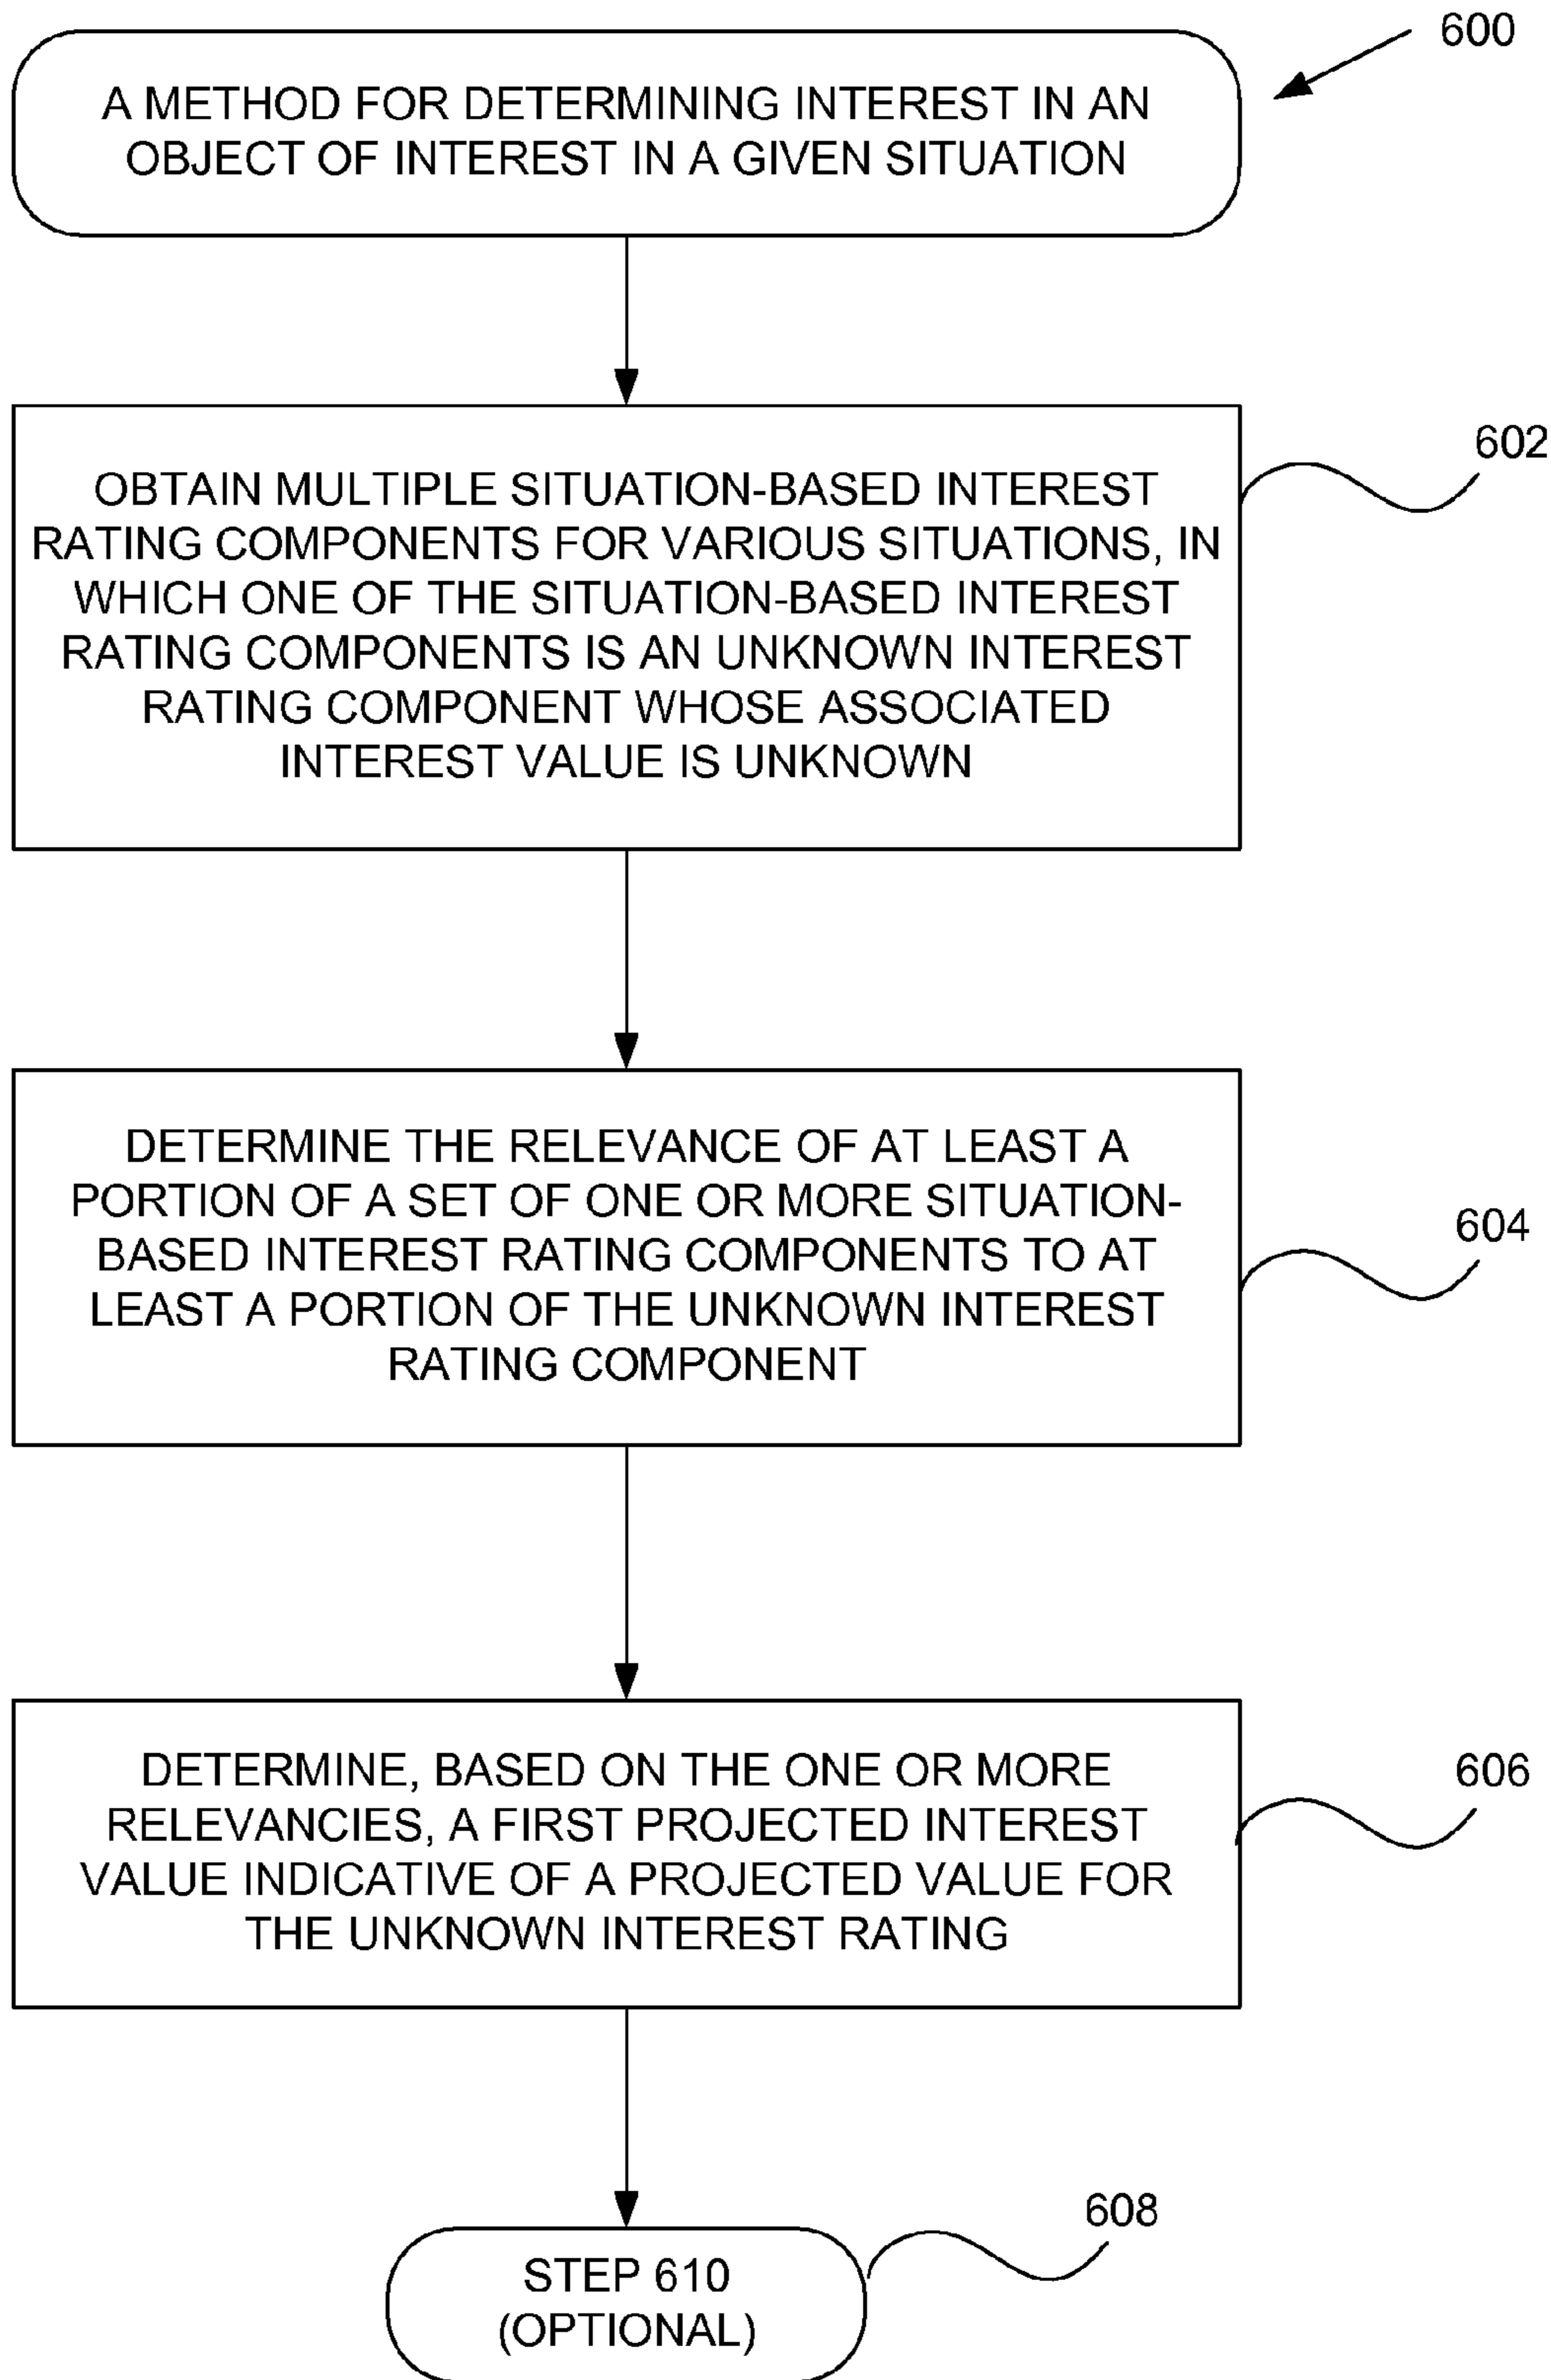 600
A METHOD FOR DETERMINING INTEREST IN AN
OBJECT OF INTEREST IN A GIVEN SITUATION
602
OBTAIN MULTIPLE SITUATION-BASED INTEREST
RATING COMPONENTS FOR VARIOUS SITUATIONS, IN
WHICH ONE OF THE SITUATION-BASED INTEREST
RATING COMPONENTS IS AN UNKNOWN INTEREST
RATING COMPONENT WHOSE ASSOCIATED
INTEREST VALUE IS UNKNOWN
604
DETERMINE THE RELEVANCE OF AT LEAST A
PORTION OF A SET OF ONE OR MORE SITUATION-
BASED INTEREST RATING COMPONENTS TO AT
LEAST A PORTION OF THE UNKNOWN INTEREST
RATING COMPONENT
606
DETERMINE, BASED ON THE ONE OR MORE
RELEVANCIES, A FIRST PROJECTED INTEREST
VALUE INDICATIVE OF A PROJECTED VALUE FOR
THE UNKNOWN INTEREST RATING
608
STEP 610
(OPTIONAL)